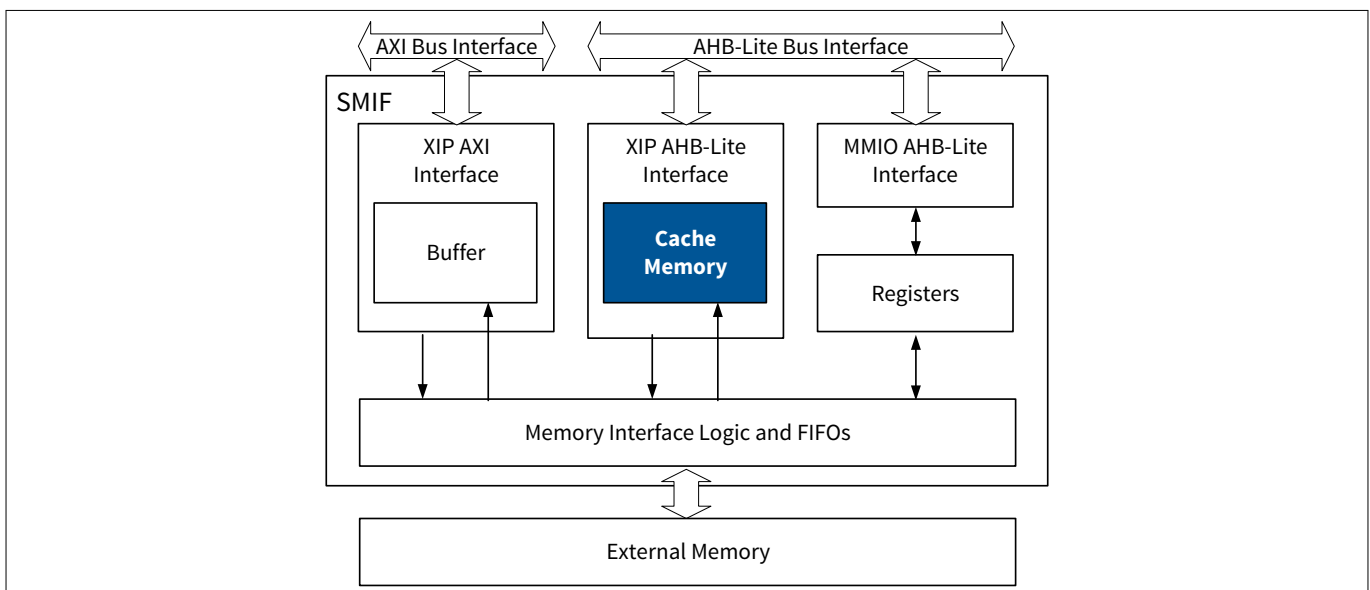 AXI Bus Interface
AHB-Lite Bus Interface
SMIF
XIP AXI
Interface
Buffer
XIP AHB-Lite
Interface
Cache
Memory
MMIO AHB-Lite
Interface
Registers
Memory Interface Logic and FIFOs
External Memory